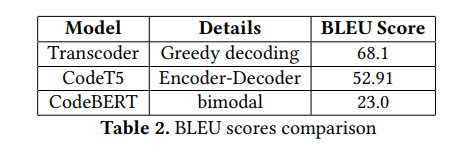 Model Details BLEU Score
Transcoder Greedy decoding 68.1
CodeT5 Encoder-Decoder 52.91
CodeBERT bimodal 23.0
Table 2. BLEU scores comparison